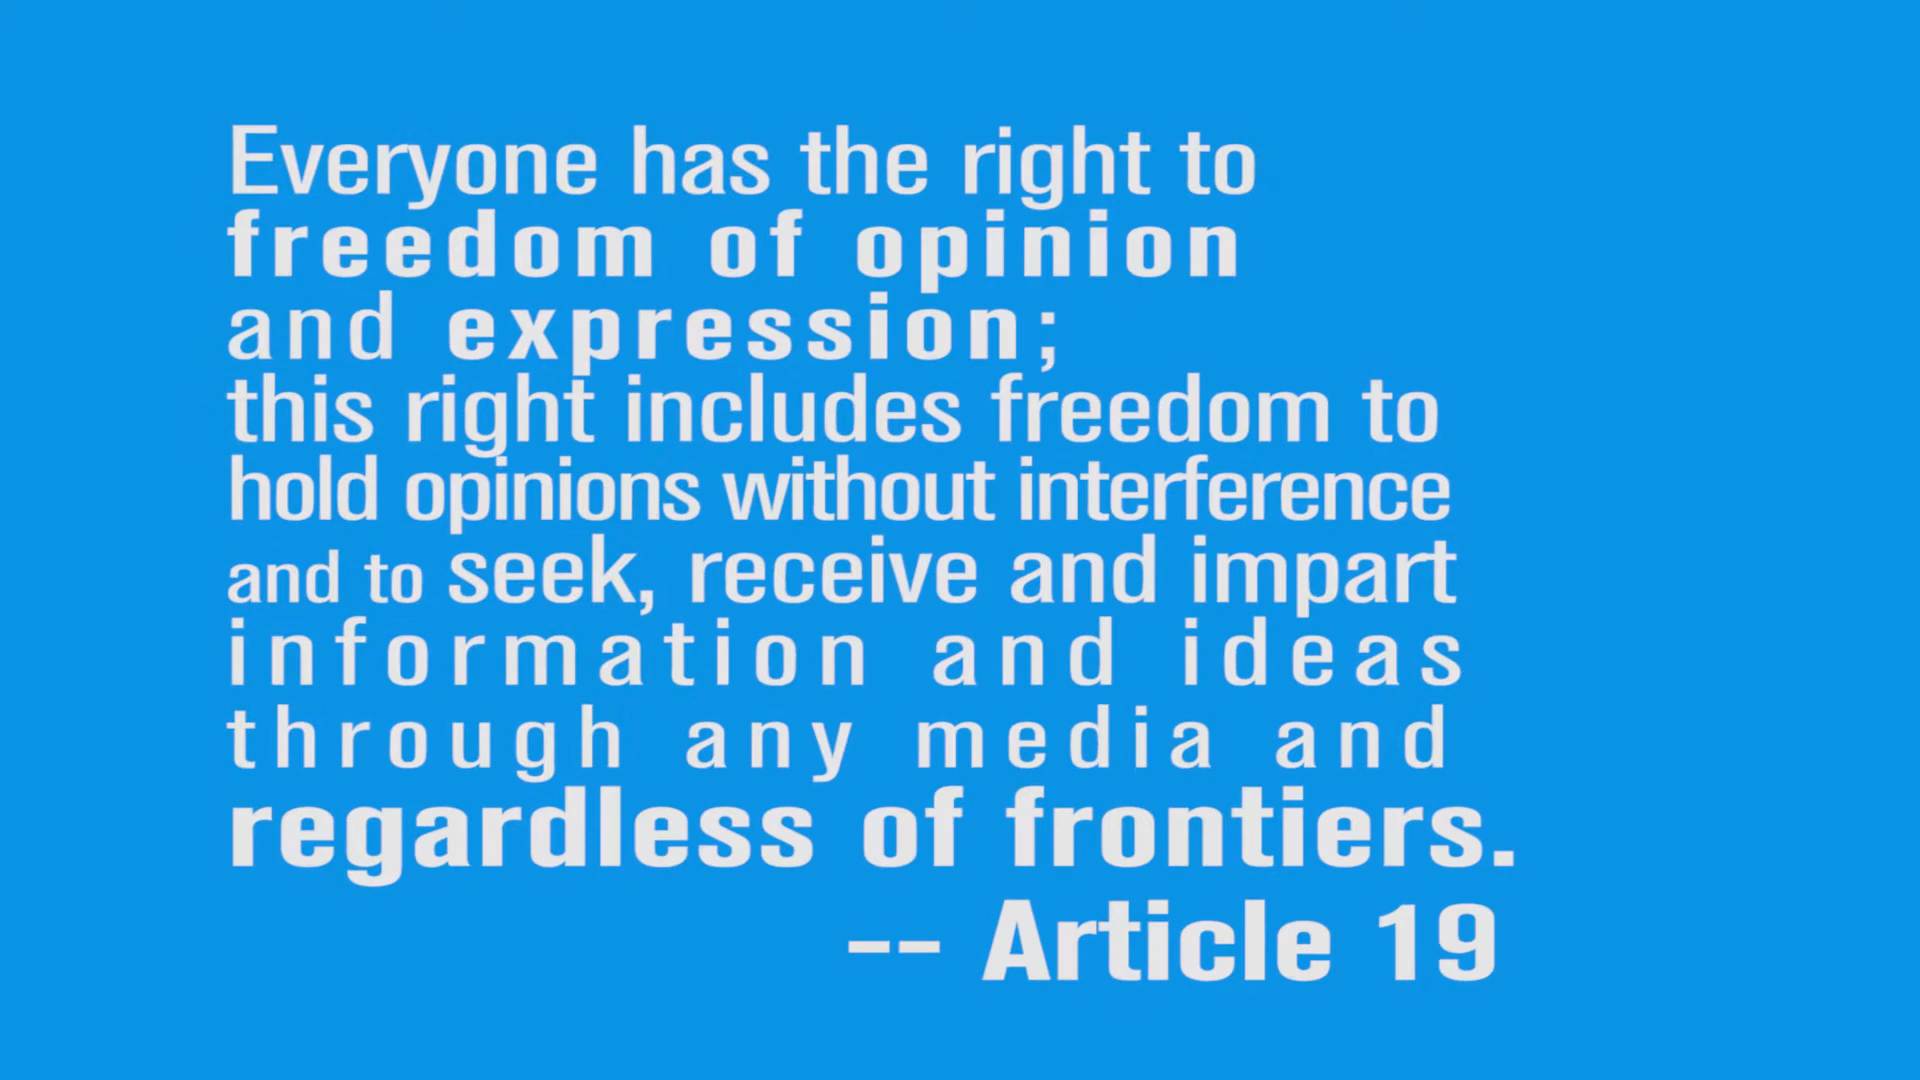 Everyone has the right to
freedom of opinion
and expression;
this right includes freedom to
hold opinions without interference
and to seek, receive and impart
information and ideas
through any media and
regardless of frontiers.
-- Article 19